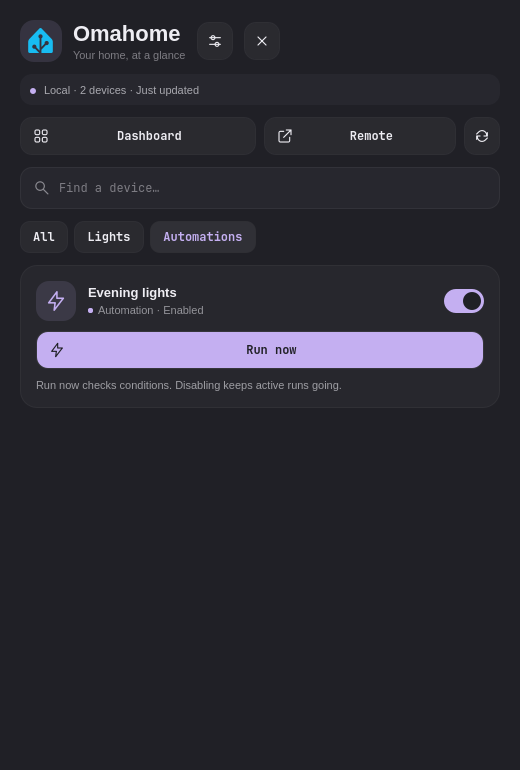 Omahome
Your home, at a glance
Local · 2 devices · Just updated
Dashboard
Remote
Find a device…
All
Lights
Automations
Evening lights
Automation · Enabled
Run now
Run now checks conditions. Disabling keeps active runs going.